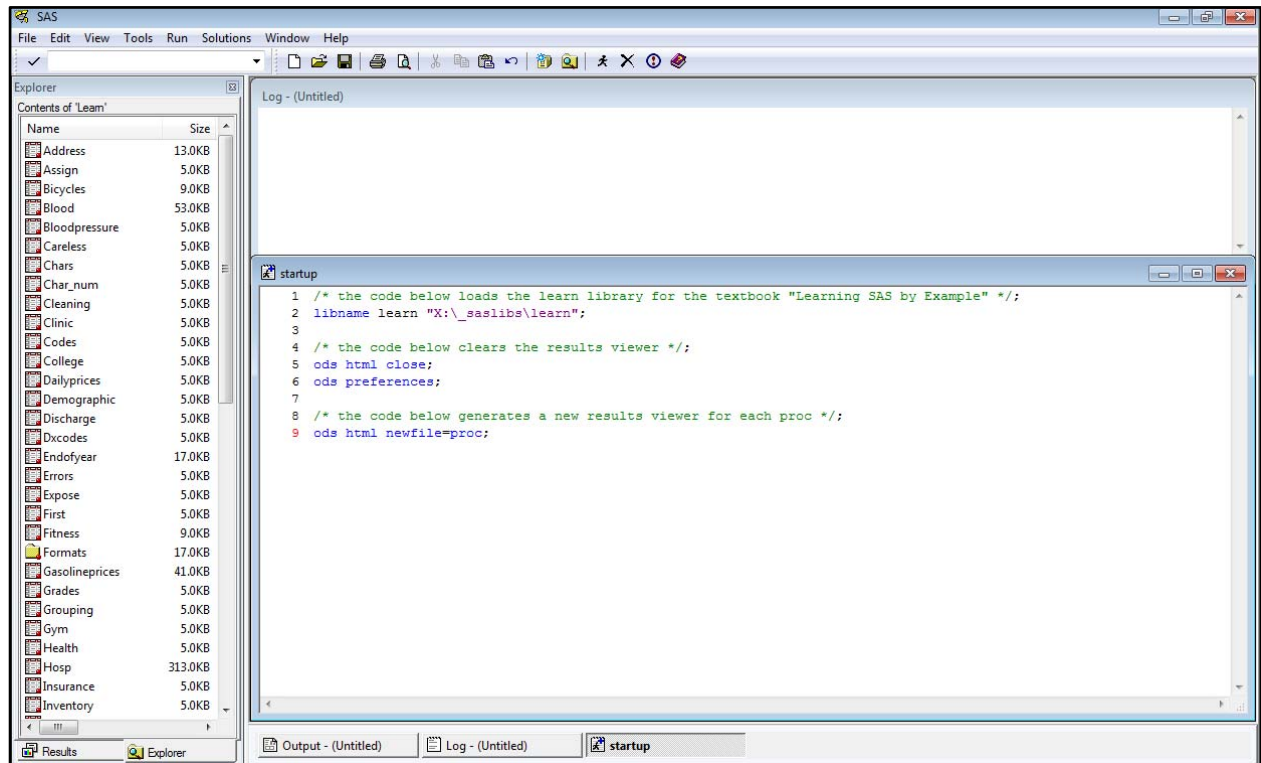 SAS
File Edit View Tools Run Solutions Window Help
Explorer
Contents of 'Learn'
Name Size
Address 13.0KB
Assign 5.0KB
Bicycles 9.0KB
Blood 53.0KB
Bloodpressure 5.0KB
Careless 5.0KB
Chars 5.0KB
Char_num 5.0KB
Cleaning 5.0KB
Clinic 5.0KB
Codes 5.0KB
College 5.0KB
Dailyprices 5.0KB
Demographic 5.0KB
Discharge 5.0KB
Dxcodes 5.0KB
Endofyear 17.0KB
Errors 5.0KB
Expose 5.0KB
First 5.0KB
Fitness 9.0KB
Formats 17.0KB
Gasolineprices 41.0KB
Grades 5.0KB
Grouping 5.0KB
Gym 5.0KB
Health 5.0KB
Hosp 313.0KB
Insurance 5.0KB
Inventory 5.0KB
Results Explorer
Log - (Untitled)
startup
1 /* the code below loads the learn library for the textbook "Learning SAS by Example" */;
2 libname learn "X:\_saslibs\learn";
3
4 /* the code below clears the results viewer */;
5 ods html close;
6 ods preferences;
7
8 /* the code below generates a new results viewer for each proc */;
9 ods html newfile=proc;
Output - (Untitled) Log - (Untitled) startup